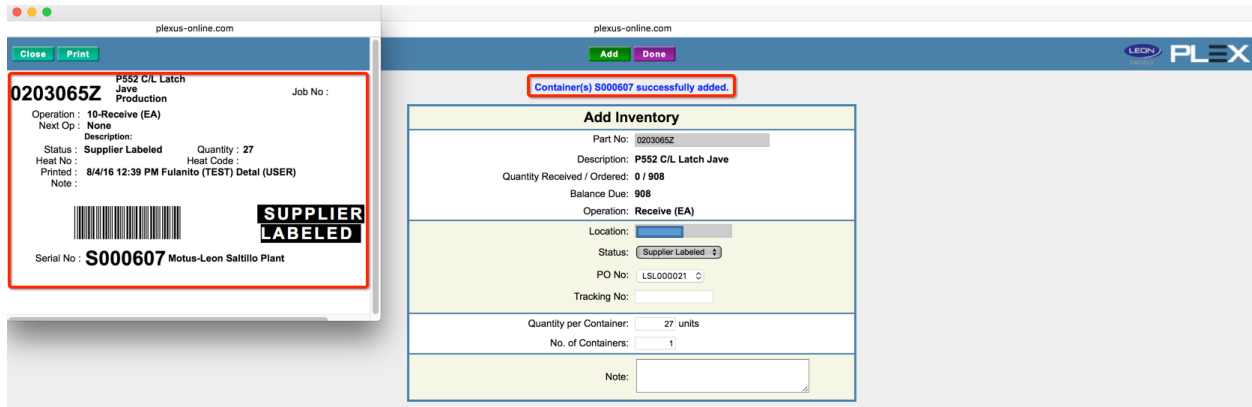 plexus-online.com
Close Print
0203065Z
P552 C/L Latch
Jave
Production
Job No :
Operation : 10-Receive (EA)
Next Op : None
Description:
Status : Supplier Labeled Quantity : 27
Heat No : Heat Code :
Printed : 8/4/16 12:39 PM Fulanito (TEST) Detal (USER)
Note :
SUPPLIER
LABELED
Serial No : S000607 Motus-Leon Saltillo Plant
plexus-online.com
Add Done
LEON
PLEX
Container(s) S000607 successfully added.
Add Inventory
Part No: 0203065Z
Description: P552 C/L Latch Jave
Quantity Received / Ordered: 0 / 908
Balance Due: 908
Operation: Receive (EA)
Location:
Status: Supplier Labeled
PO No: LSL000021
Tracking No:
Quantity per Container: 27 units
No. of Containers: 1
Note: